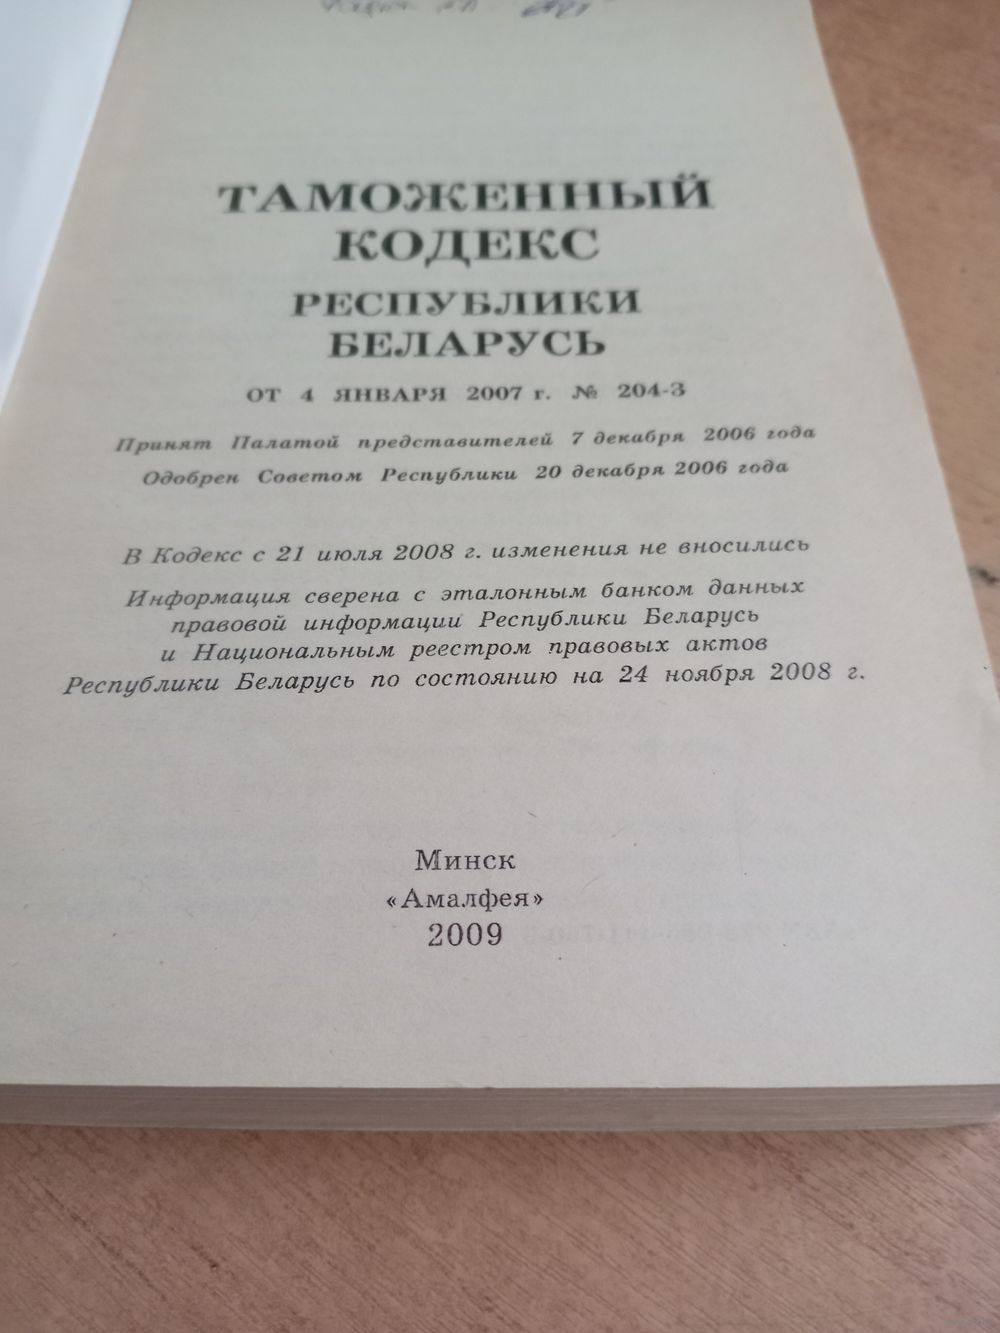 ТАМОЖЕННЫЙ
КОДЕКС
РЕСПУБЛИКИ
БЕЛАРУСЬ
ОТ 4 ЯНВАРЯ 2007 г. № 204-З
Принят Палатой представителей 7 декабря 2006 года
Одобрен Советом Республики 20 декабря 2006 года
В Кодекс с 21 июля 2008 г. изменения не вносились
Информация сверена с эталонным банком данных
правовой информации Республики Беларусь
и Национальным реестром правовых актов
Республики Беларусь по состоянию на 24 ноября 2008 г.
Минск
«Амалфея»
2009